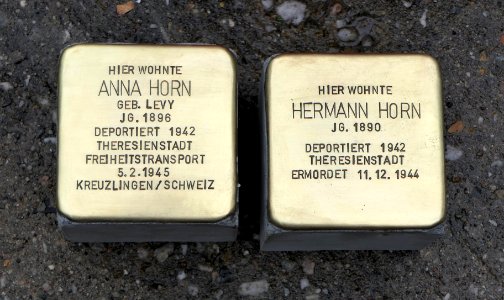 HIER WOHNTE
ANNA HORN
GEB. LEVY
JG. 1896
DEPORTIERT 1942
THERESIENSTADT
FREIHEITSTRANSPORT
5.2.1945
KREUZLINGEN/SCHWEIZ
HIER WOHNTE
HERMANN HORN
JG. 1890
DEPORTIERT 1942
THERESIENSTADT
ERMORDET 11.12.1944